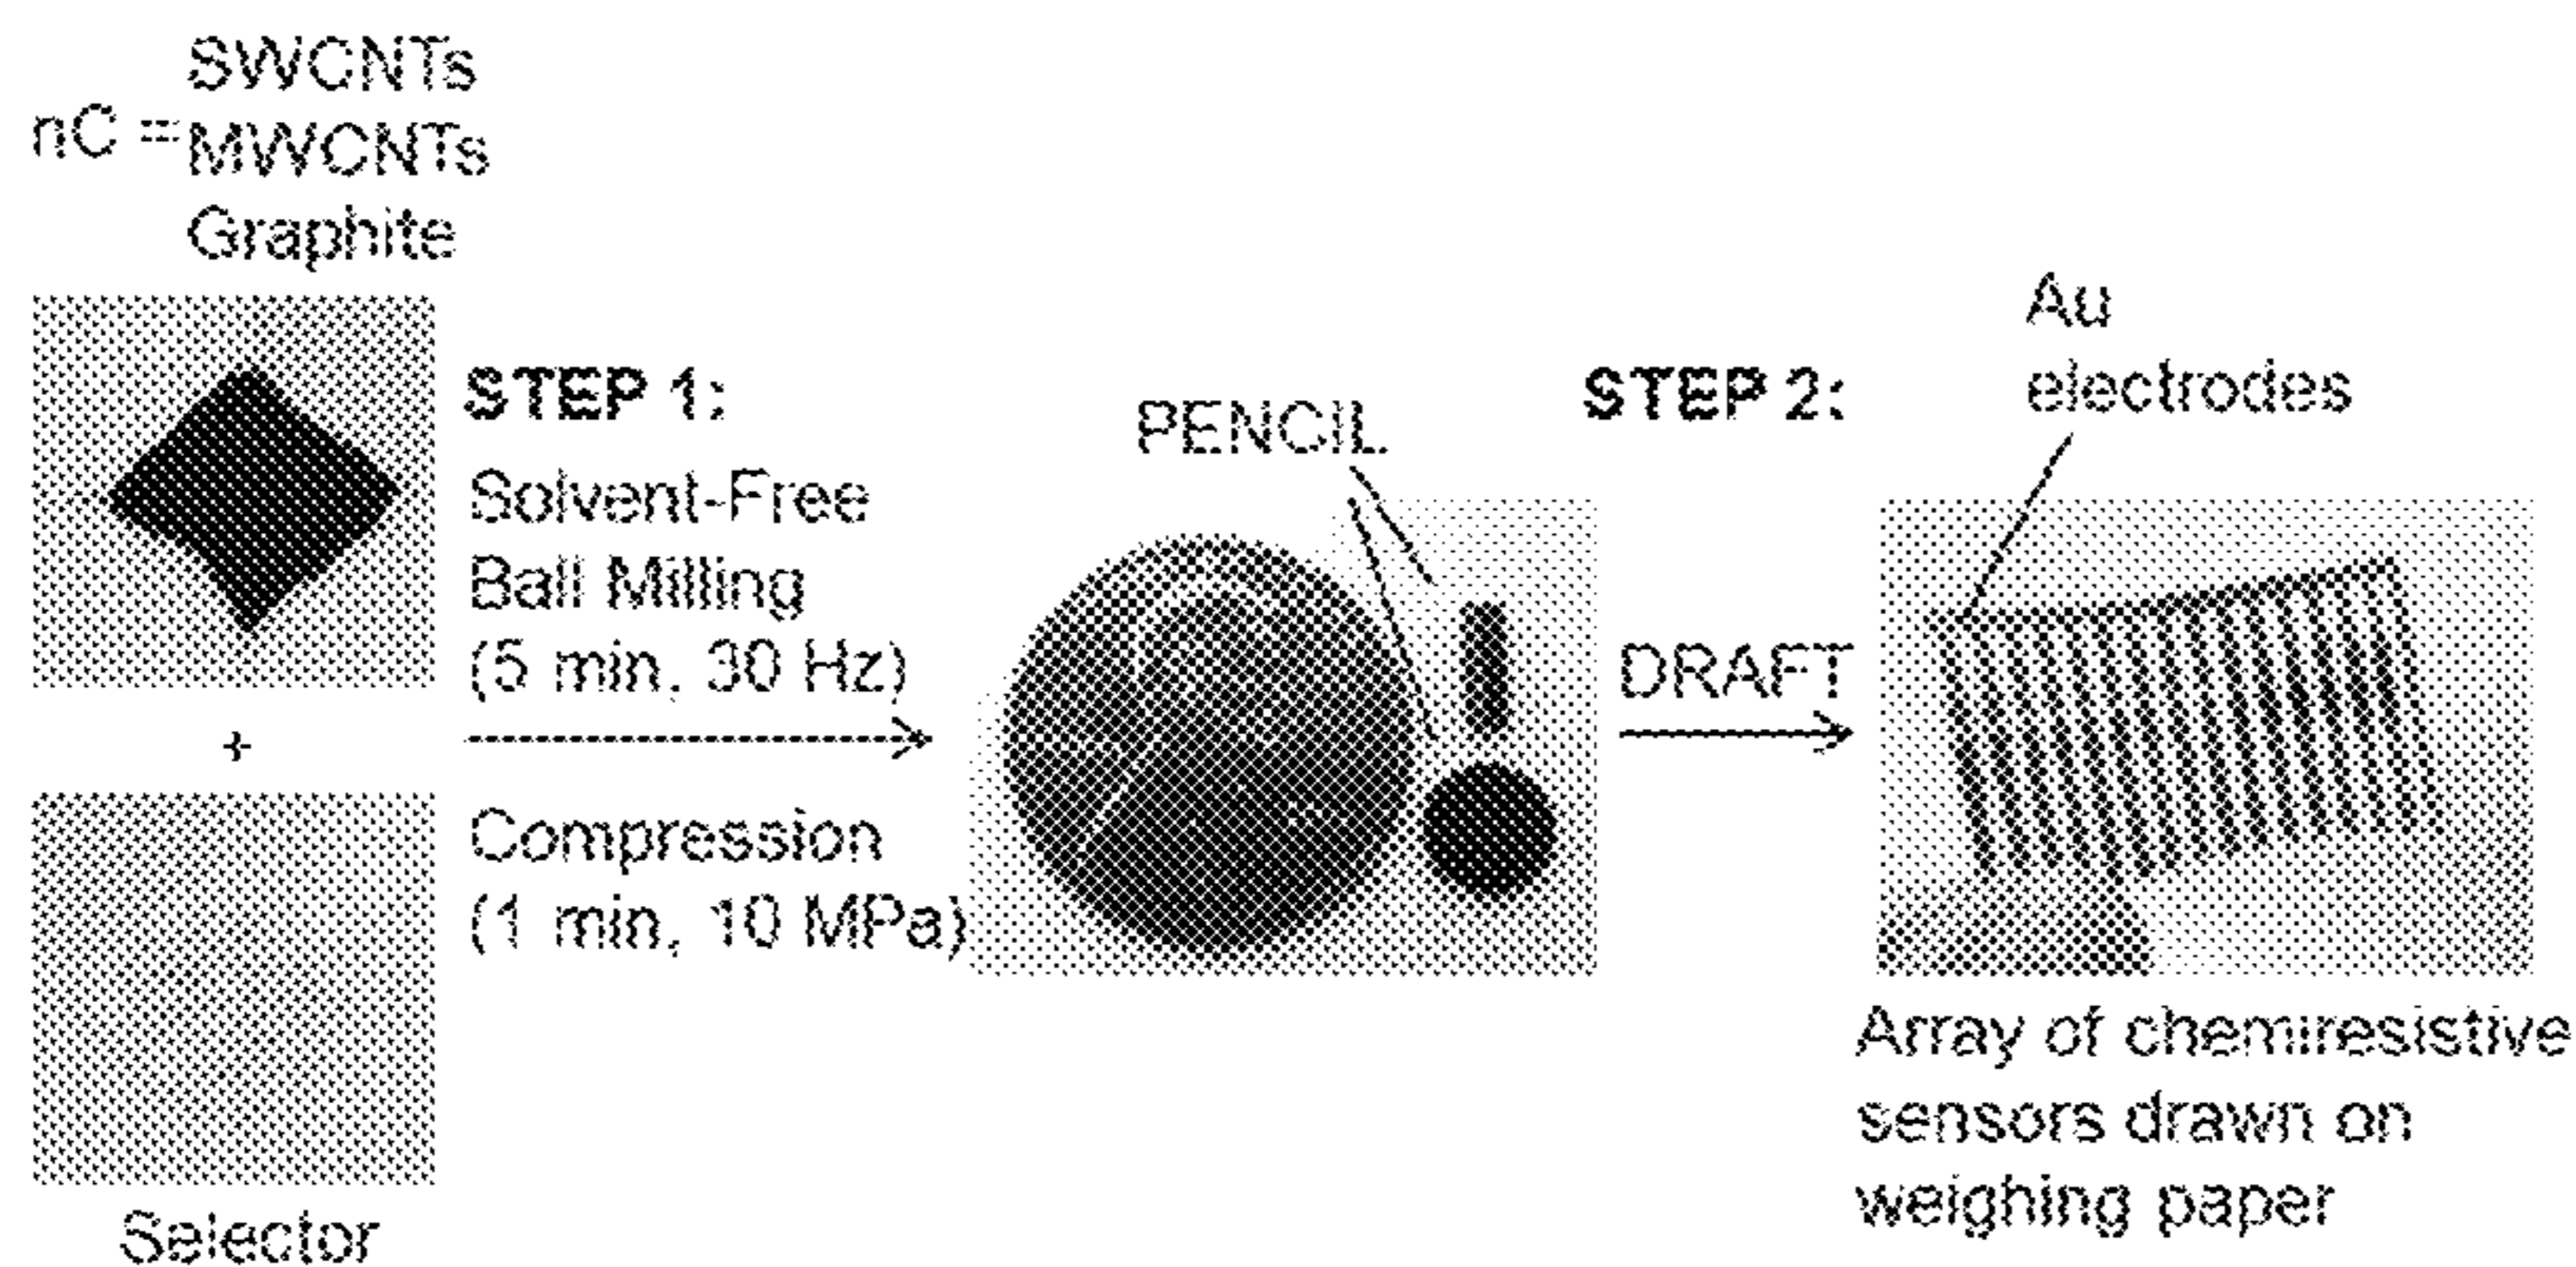 SWCNTs
nC = MWCNTs
Graphite
+
Selector
STEP 1:
Solvent-Free
Ball Milling
(5 min, 30 Hz)
Compression
(1 min, 10 MPa)
PENCIL
STEP 2:
DRAFT
Au
electrodes
Array of chemiresistive
sensors drawn on
weighing paper